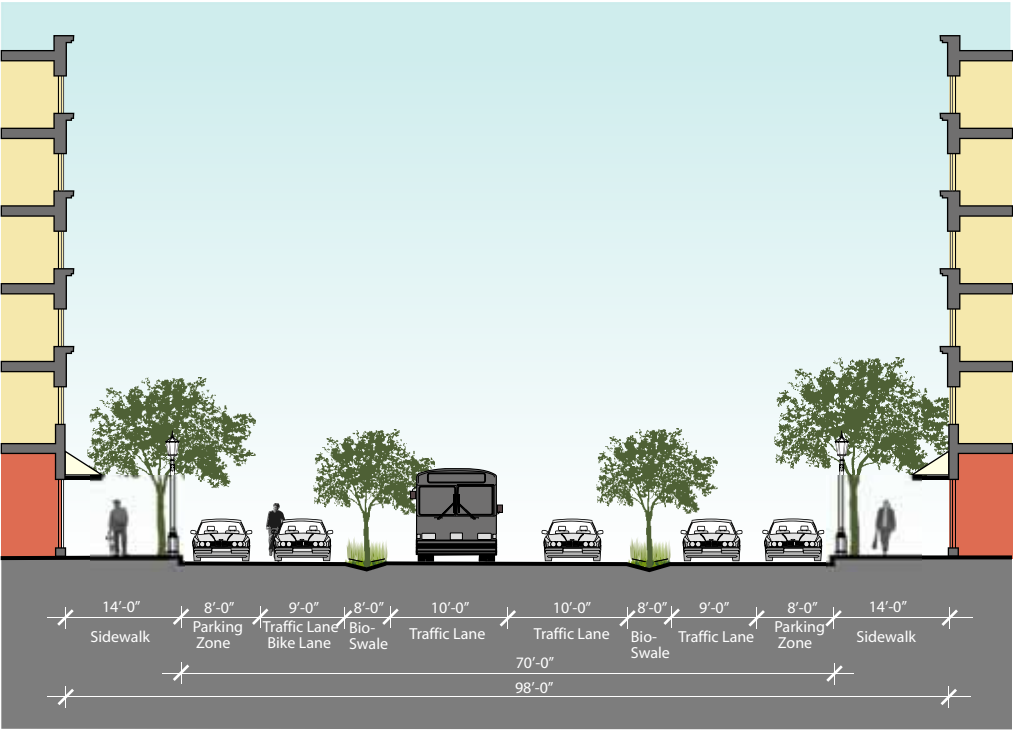 14’-0” 8’-0” 9’-0” 8’-0” 10’-0” 10’-0” 8’-0” 9’-0” 8’-0” 14’-0”
Sidewalk
Parking
Zone
Traffic Lane
Bike Lane
Bio-
Swale
Traffic Lane
Traffic Lane
Bio-
Swale
Traffic Lane
Parking
Zone
Sidewalk
70’-0”
98’-0”